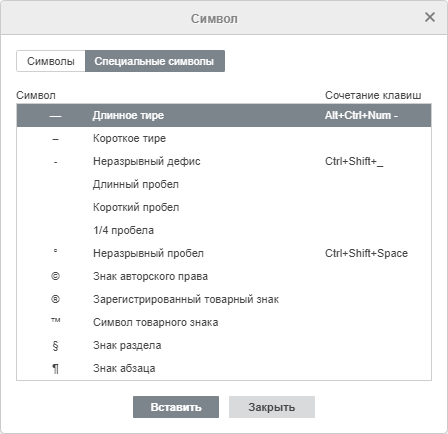 Символ
Символы Специальные символы
Символ Сочетание клавиш
— Длинное тире Alt+Ctrl+Num -
– Короткое тире
- Неразрывный дефис Ctrl+Shift+_
Длинный пробел
Короткий пробел
1/4 пробела
° Неразрывный пробел Ctrl+Shift+Space
© Знак авторского права
® Зарегистрированный товарный знак
™ Символ товарного знака
§ Знак раздела
¶ Знак абзаца
Вставить Закрыть